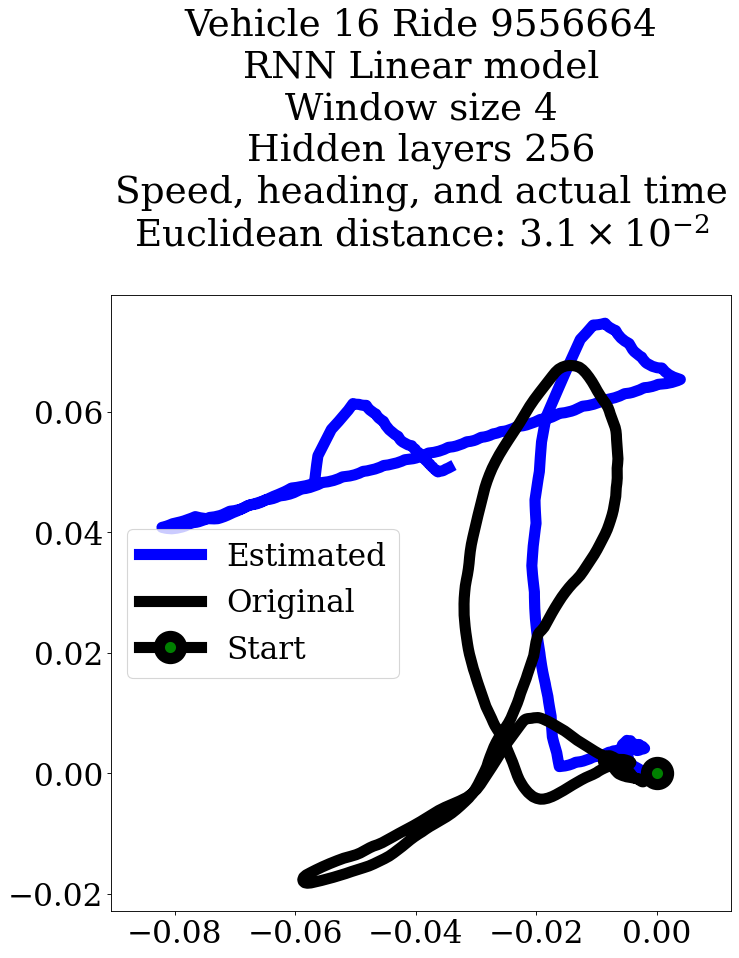 Vehicle 16 Ride 9556664
RNN Linear model
Window size 4
Hidden layers 256
Speed, heading, and actual time
Euclidean distance: $3.1 \times 10^{-2}$
0.06
0.04
Estimated
Original
0.02
Start
0.00
−0.02
−0.08 −0.06 −0.04 −0.02 0.00